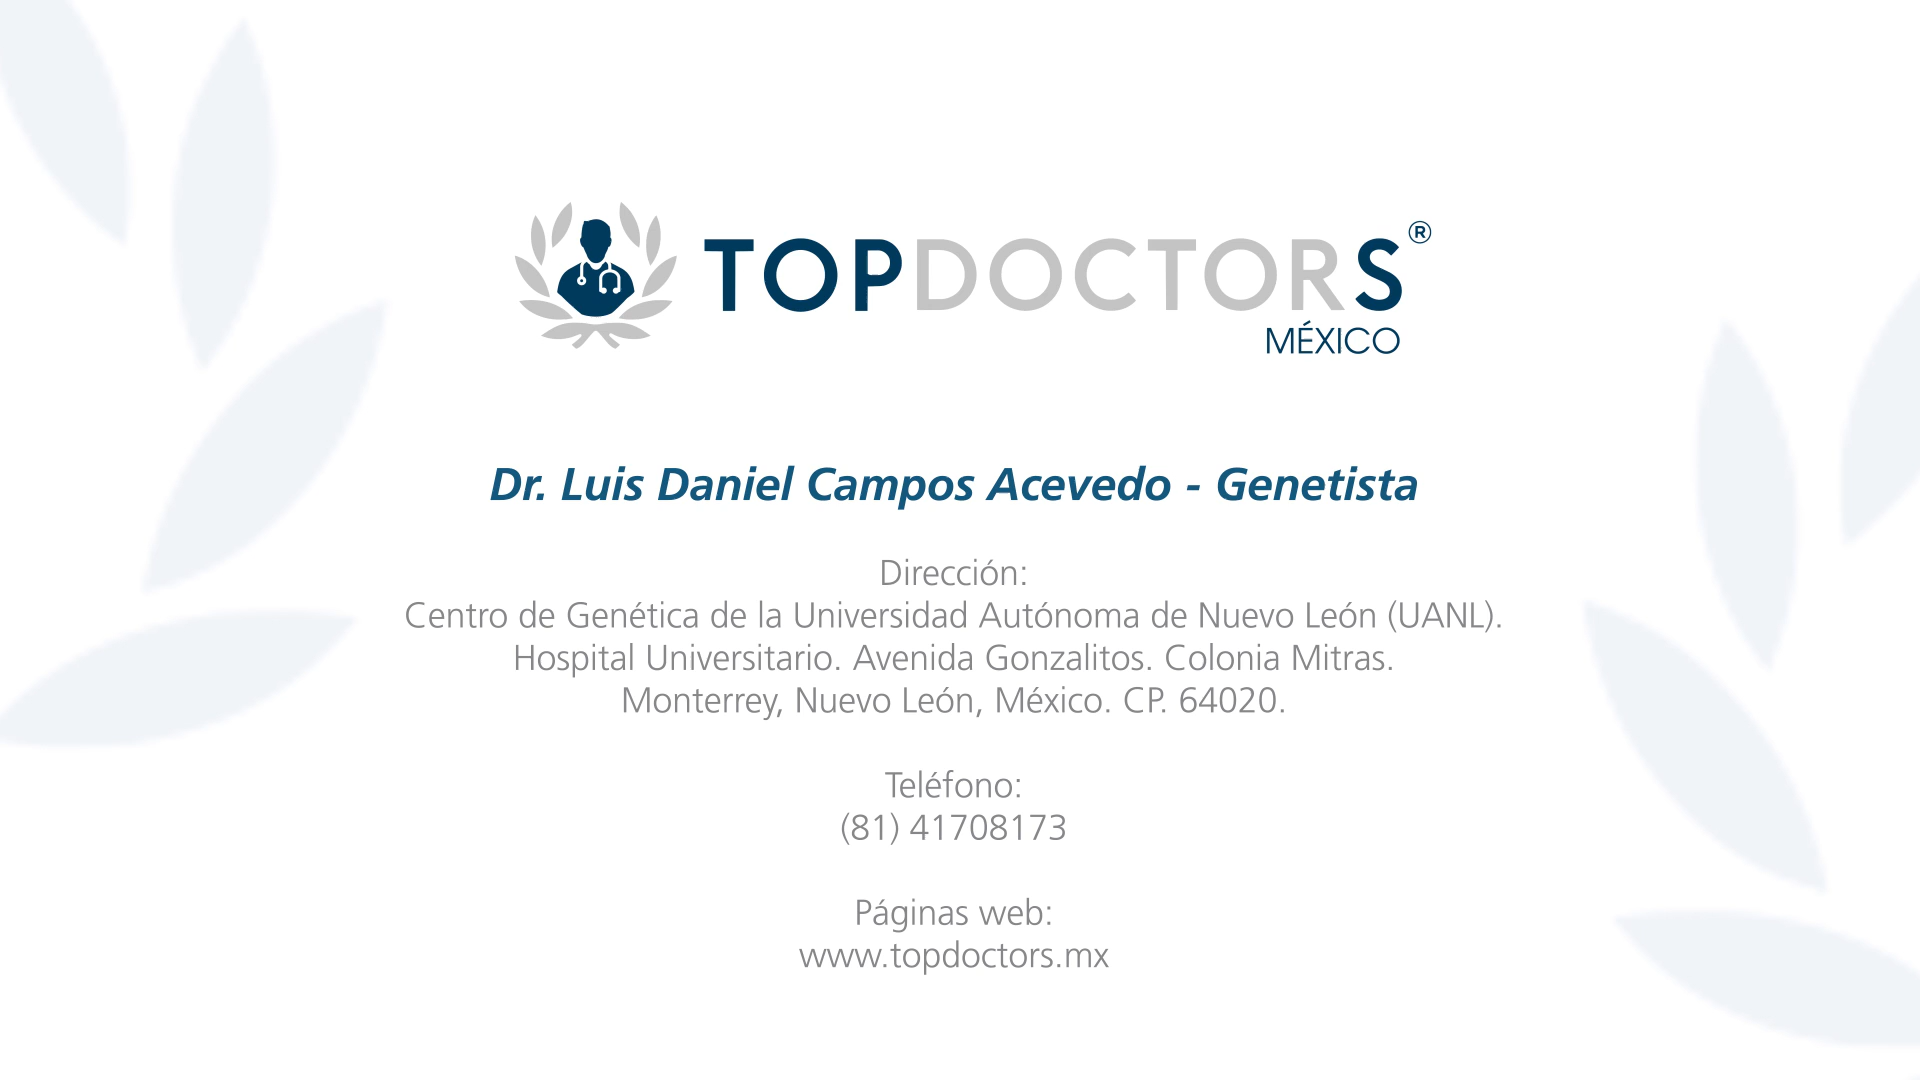 TOPDOCTORS®
MÉXICO
Dr. Luis Daniel Campos Acevedo - Genetista
Dirección:
Centro de Genética de la Universidad Autónoma de Nuevo León (UANL).
Hospital Universitario. Avenida Gonzalitos. Colonia Mitras.
Monterrey, Nuevo León, México. CP. 64020.
Teléfono:
(81) 41708173
Páginas web:
www.topdoctors.mx